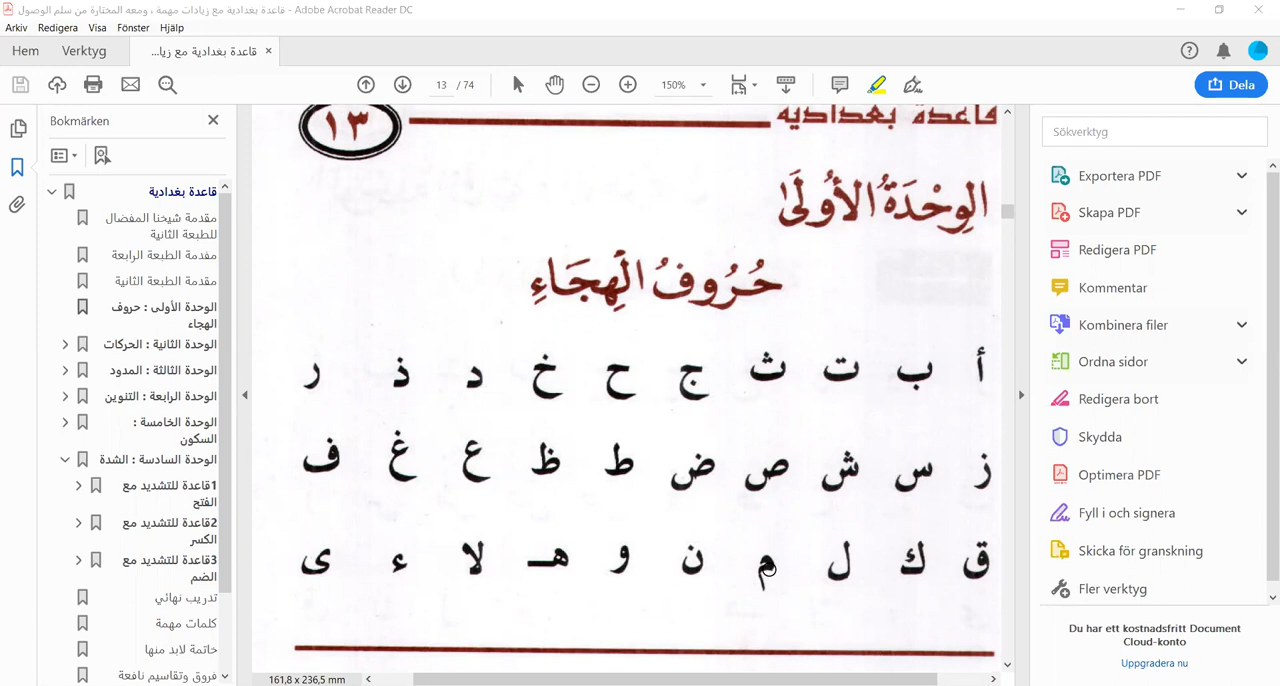 قاعدة بغدادية مع زيادات مهمة ، ومعه المختارة من سلم الوصول - Adobe Acrobat Reader DC
Arkiv Redigera Visa Fönster Hjälp
Hem Verktyg قاعدة بغدادية مع زيا...
13 / 74 150% Dela
Bokmärken
قاعدة بغدادية
مقدمة شيخنا المفضال
للطبعة الثانية
مقدمة الطبعة الرابعة
مقدمة الطبعة الثانية
الوحدة الأولى : حروف
الهجاء
الوحدة الثانية : الحركات
الوحدة الثالثة : المدود
الوحدة الرابعة : التنوين
الوحدة الخامسة :
السكون
الوحدة السادسة : الشدة
1قاعدة للتشديد مع
الفتح
2قاعدة للتشديد مع
الكسر
3قاعدة للتشديد مع
الضم
تدريب نهائي
كلمات مهمة
خاتمة لابد منها
فروق وتقاسيم نافعة
قاعدة بغدادية ١٣
الوِحْدَةُ الأُولَىٰ
حُرُوفُ الْهِجَاءِ
أ ب ت ث ج ح خ د ذ ر
ز س ش ص ض ط ظ ع غ ف
ق ك ل م ن و هـ لا ء ى
161,8 x 236,5 mm
Sökverktyg
Exportera PDF
Skapa PDF
Redigera PDF
Kommentar
Kombinera filer
Ordna sidor
Redigera bort
Skydda
Optimera PDF
Fyll i och signera
Skicka för granskning
Fler verktyg
Du har ett kostnadsfritt Document
Cloud-konto
Uppgradera nu